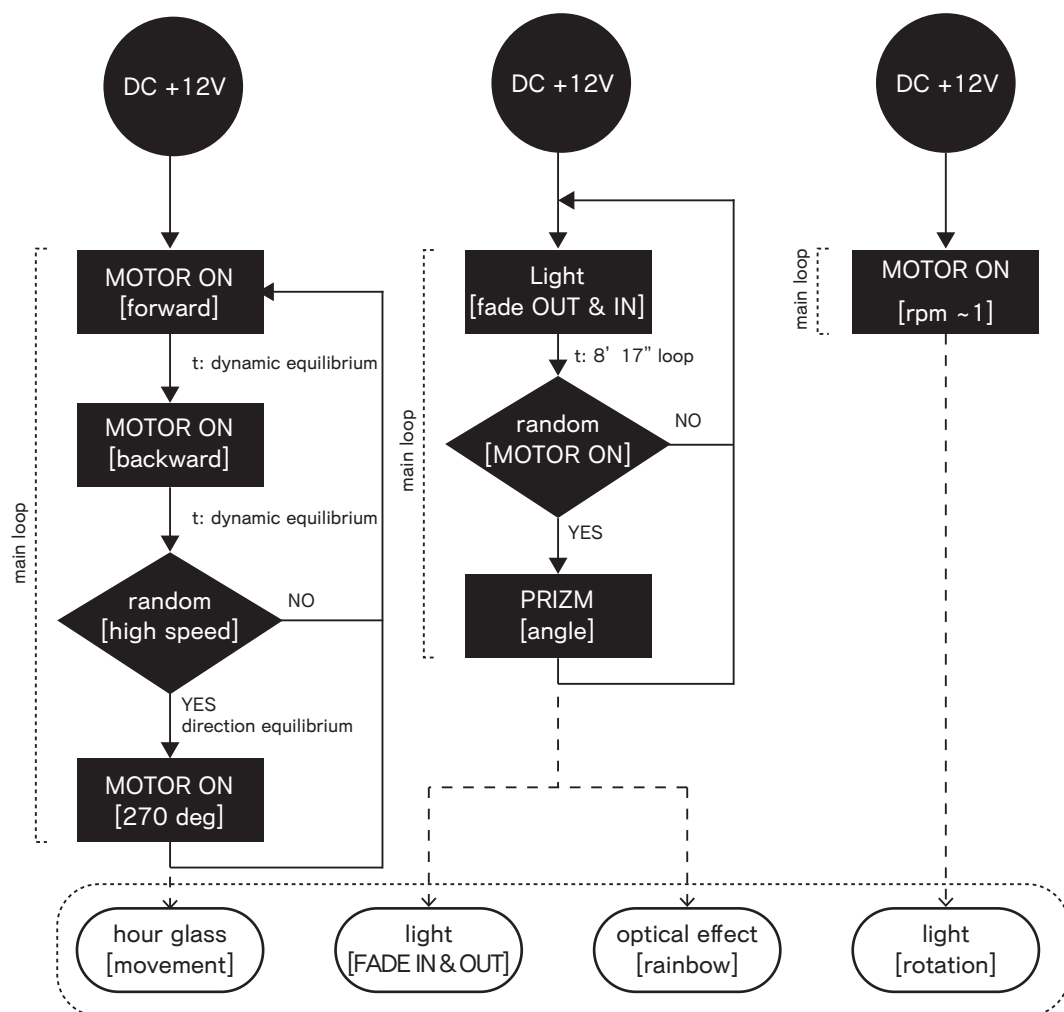 DC +12V
MOTOR ON
[forward]
t: dynamic equilibrium
MOTOR ON
[backward]
t: dynamic equilibrium
random
[high speed]
NO
YES
direction equilibrium
MOTOR ON
[270 deg]
main loop
DC +12V
Light
[fade OUT & IN]
t: 8’ 17” loop
random
[MOTOR ON]
NO
YES
PRIZM
[angle]
main loop
DC +12V
MOTOR ON
[rpm ~1]
main loop
hour glass
[movement]
light
[FADE IN & OUT]
optical effect
[rainbow]
light
[rotation]